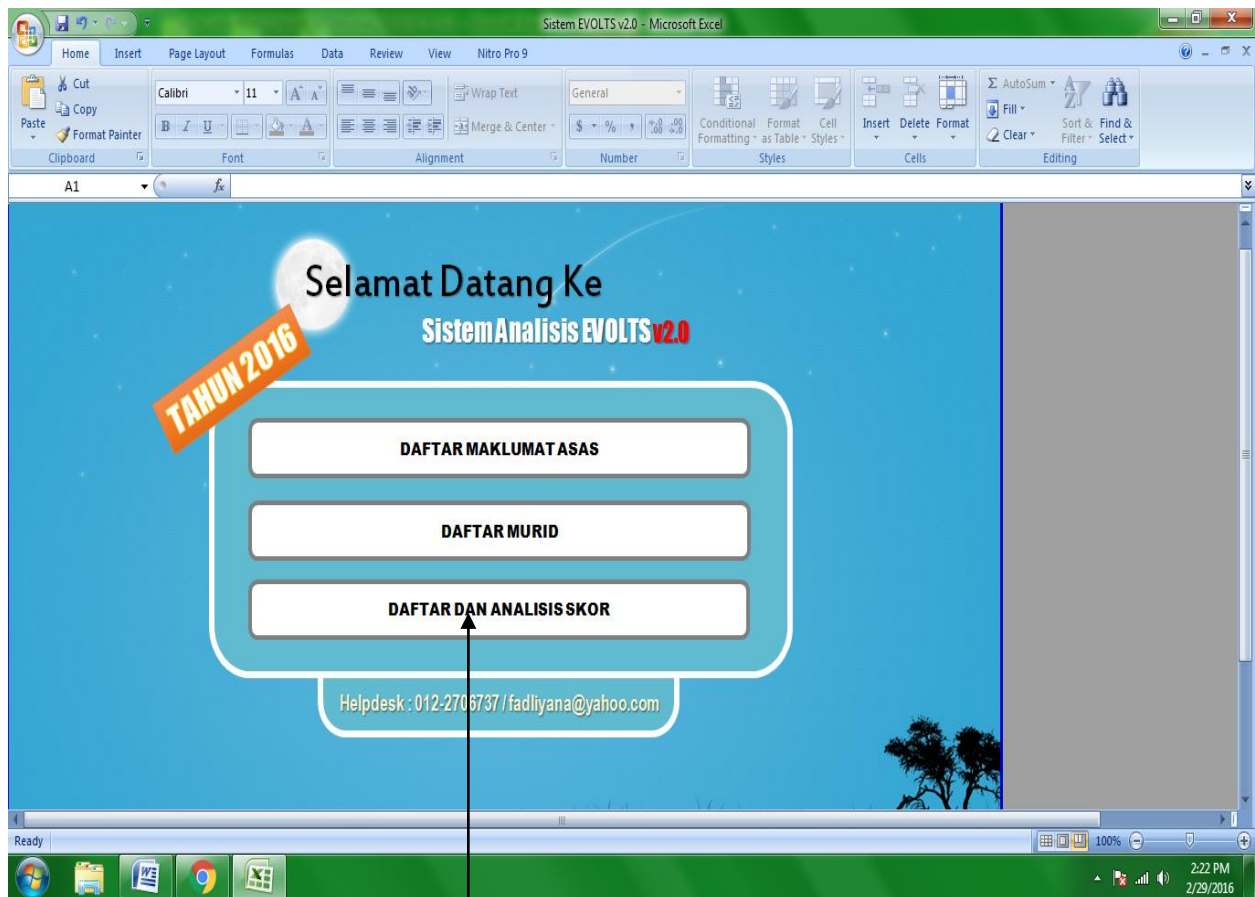 Sistem EVOLTS v2.0 - Microsoft Excel
Home Insert Page Layout Formulas Data Review View Nitro Pro 9
Paste
Cut
Copy
Format Painter
Clipboard
Calibri 11
B I U
Font
Wrap Text
Merge & Center
Alignment
General
$ % ,
Number
Conditional Formatting
Format as Table
Cell Styles
Styles
Insert Delete Format
Cells
Σ AutoSum
Fill
Clear
Sort & Filter
Find & Select
Editing
A1 fx
Selamat Datang Ke
Sistem Analisis EVOLTS v2.0
TAHUN 2016
DAFTAR MAKLUMAT ASAS
DAFTAR MURID
DAFTAR DAN ANALISIS SKOR
Helpdesk : 012-2706737 / fadliyana@yahoo.com
Ready 100%
2:22 PM
2/29/2016